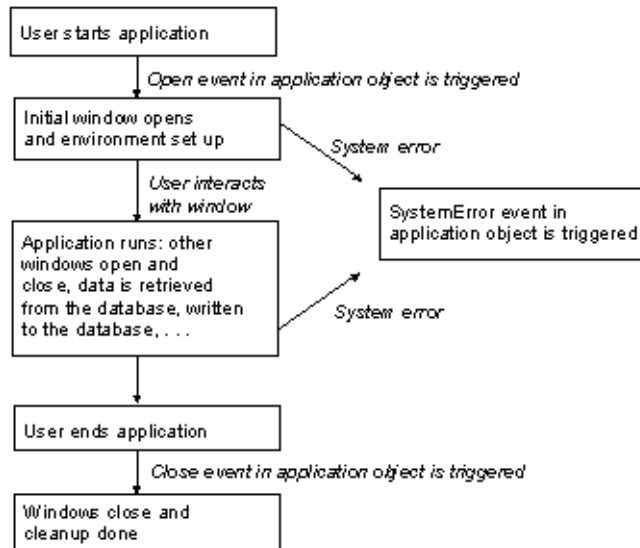 User starts application
Open event in application object is triggered
Initial window opens
and environment set up
System error
User interacts
with window
SystemError event in
application object is triggered
Application runs: other
windows open and
close, data is retrieved
from the database, written
to the database, . . .
System error
User ends application
Close event in application object is triggered
Windows close and
cleanup done